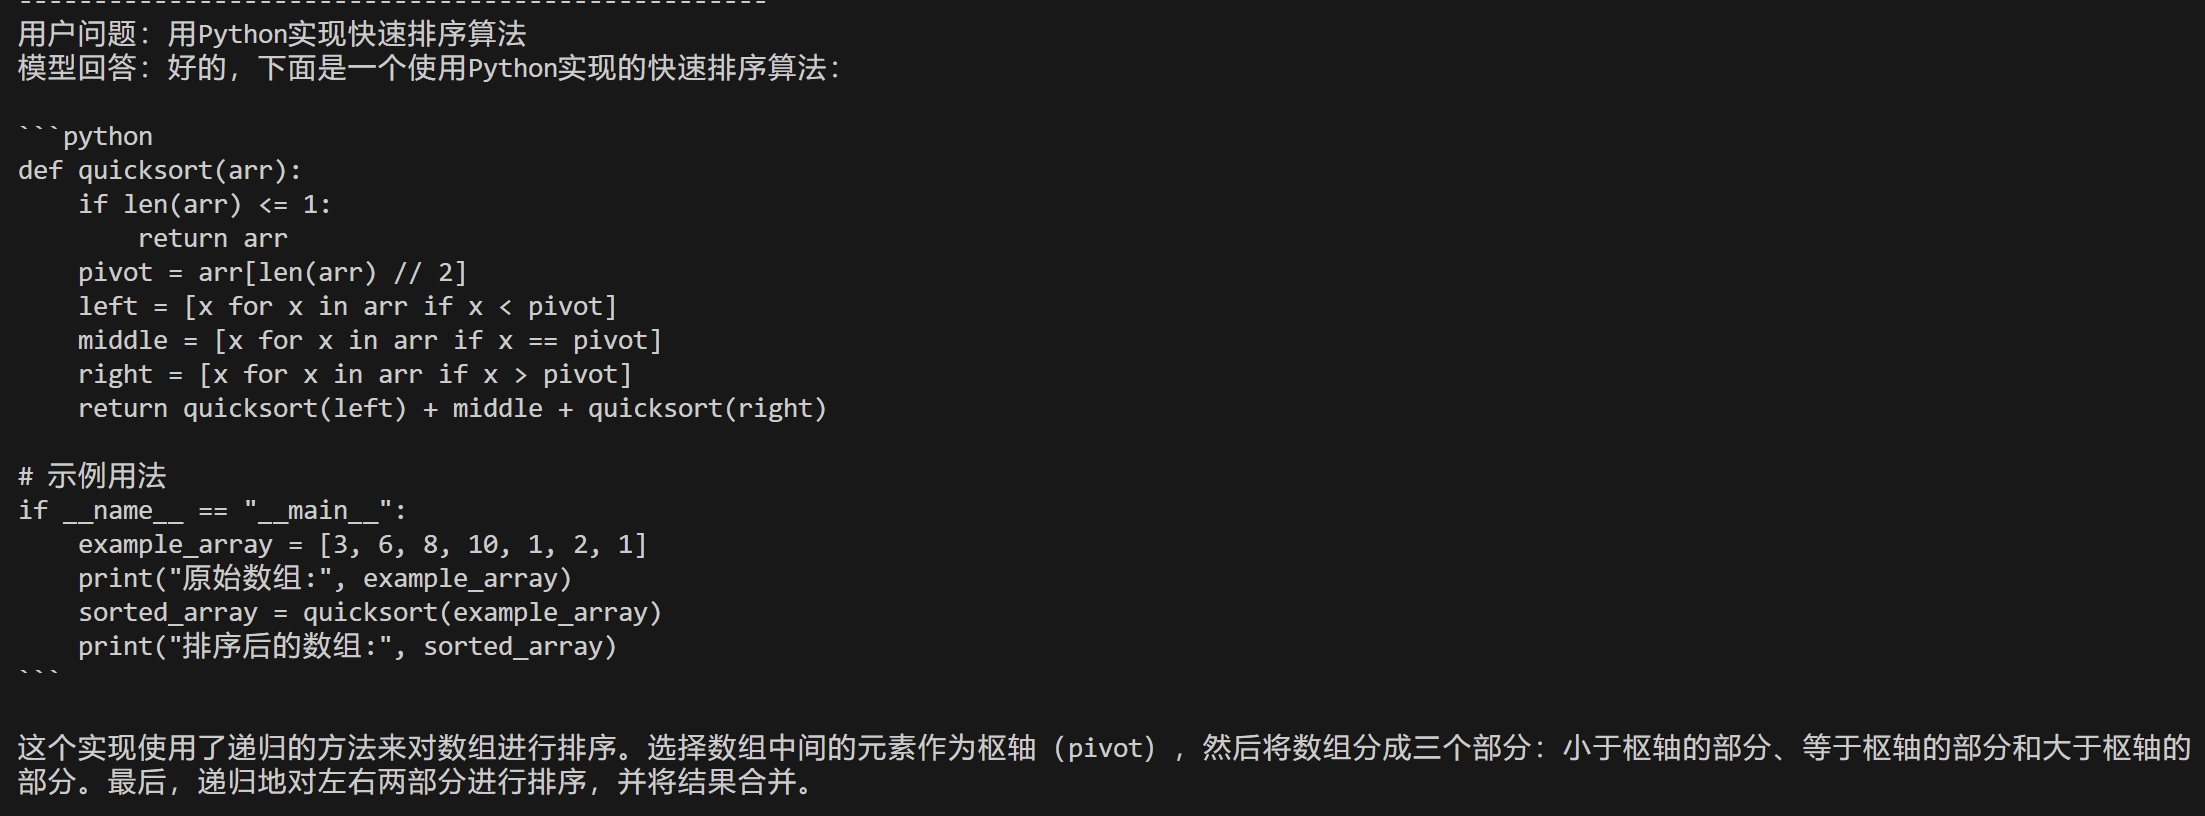 --------------------------------------------------
用户问题：用Python实现快速排序算法
模型回答：好的，下面是一个使用Python实现的快速排序算法：
```python
def quicksort(arr):
    if len(arr) <= 1:
        return arr
    pivot = arr[len(arr) // 2]
    left = [x for x in arr if x < pivot]
    middle = [x for x in arr if x == pivot]
    right = [x for x in arr if x > pivot]
    return quicksort(left) + middle + quicksort(right)
# 示例用法
if __name__ == "__main__":
    example_array = [3, 6, 8, 10, 1, 2, 1]
    print("原始数组:", example_array)
    sorted_array = quicksort(example_array)
    print("排序后的数组:", sorted_array)
```
这个实现使用了递归的方法来对数组进行排序。选择数组中间的元素作为枢轴（pivot），然后将数组分成三个部分：小于枢轴的部分、等于枢轴的部分和大于枢轴的
部分。最后，递归地对左右两部分进行排序，并将结果合并。